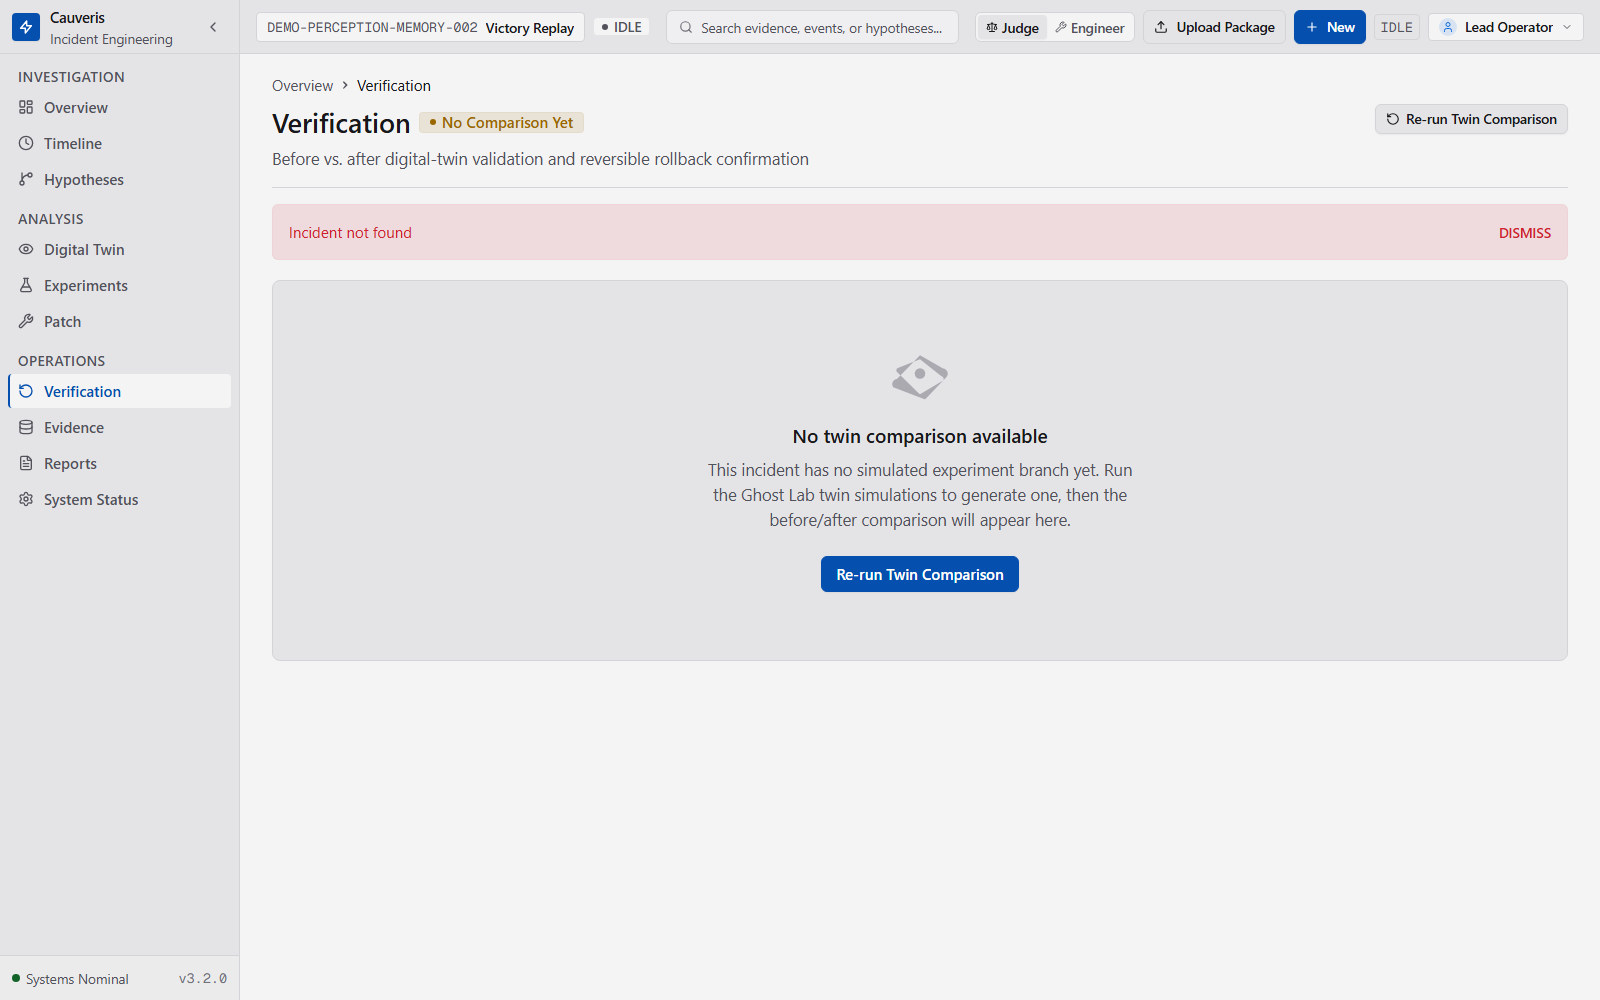 Cauveris
Incident Engineering
INVESTIGATION
Overview
Timeline
Hypotheses
ANALYSIS
Digital Twin
Experiments
Patch
OPERATIONS
Verification
Evidence
Reports
System Status
Systems Nominal v3.2.0
DEMO-PERCEPTION-MEMORY-002 Victory Replay IDLE Search evidence, events, or hypotheses... Judge Engineer Upload Package New IDLE Lead Operator
Overview Verification
Verification No Comparison Yet Re-run Twin Comparison
Before vs. after digital-twin validation and reversible rollback confirmation
Incident not found DISMISS
No twin comparison available
This incident has no simulated experiment branch yet. Run
the Ghost Lab twin simulations to generate one, then the
before/after comparison will appear here.
Re-run Twin Comparison